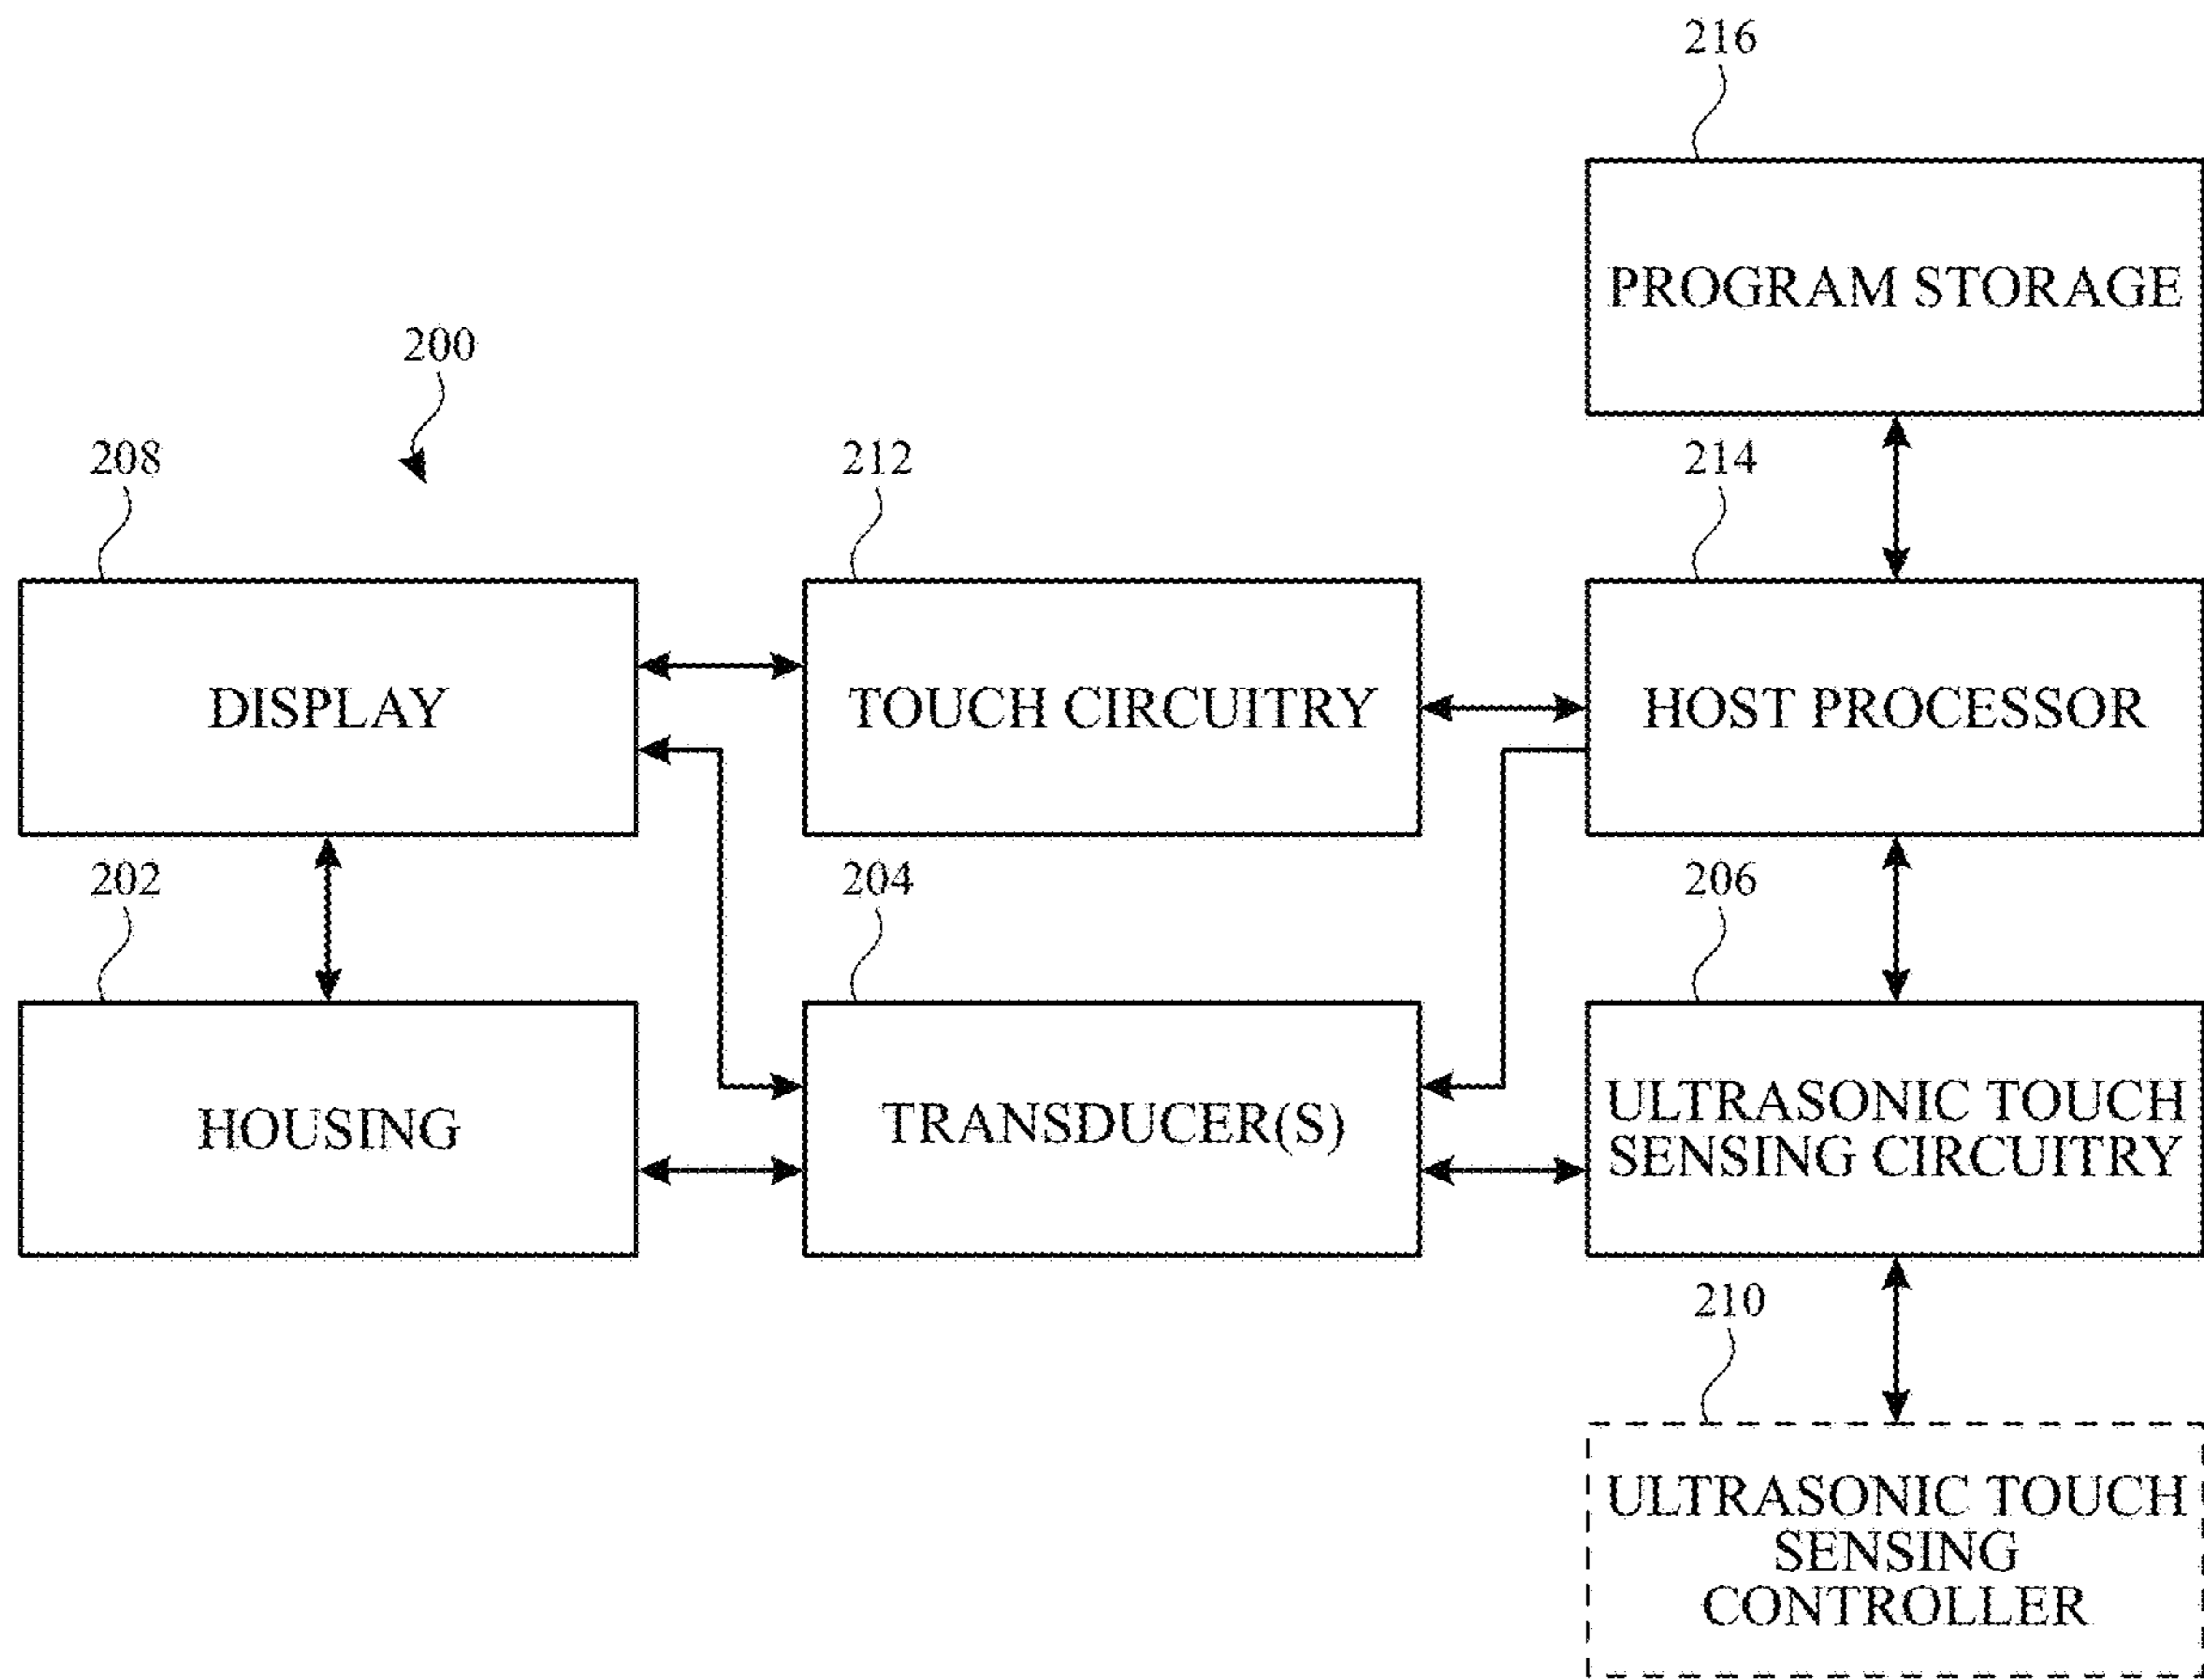 216
PROGRAM STORAGE
200
208
212
214
DISPLAY
TOUCH CIRCUITRY
HOST PROCESSOR
202
204
206
HOUSING
TRANSDUCER(S)
ULTRASONIC TOUCH
SENSING CIRCUITRY
210
ULTRASONIC TOUCH
SENSING
CONTROLLER